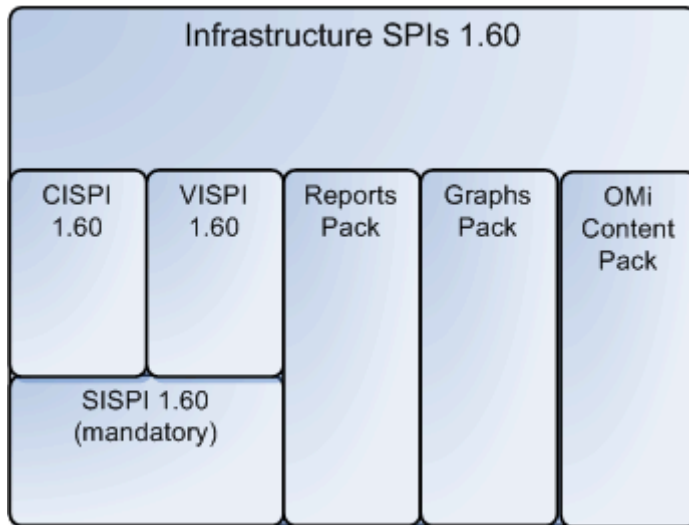 Infrastructure SPIs 1.60
CISPI
1.60
VISPI
1.60
Reports
Pack
Graphs
Pack
OMi
Content
Pack
SISPI 1.60
(mandatory)